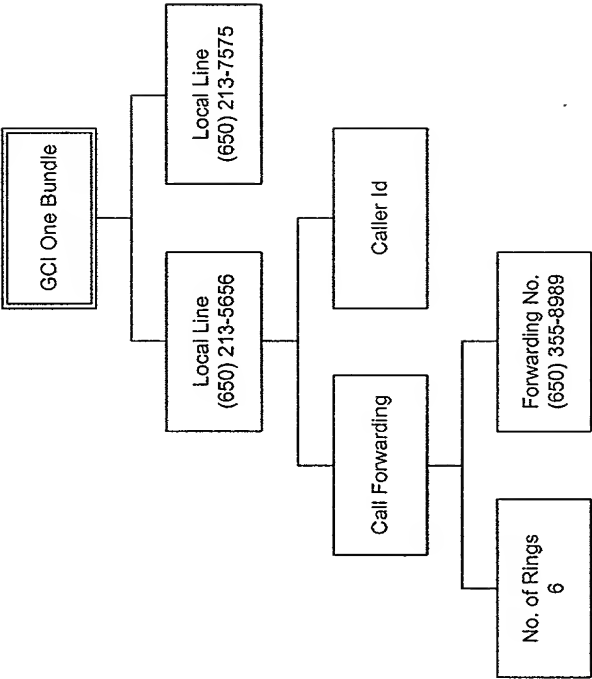 GCI One Bundle
Local Line
(650) 213-5656
Local Line
(650) 213-7575
Call Forwarding
Caller Id
No. of Rings
6
Forwarding No.
(650) 355-8989